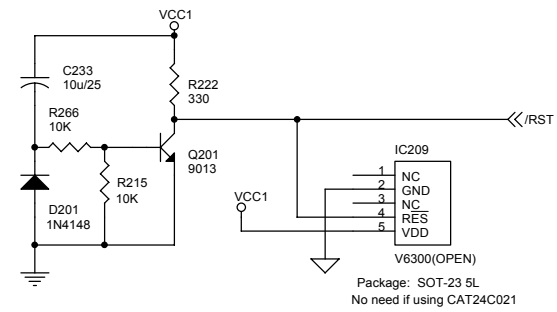 VCC1
C233
10u/25
R222
330
R266
10K
/RST
IC209
Q201
9013
1 NC
2 GND
3 NC
4 RES
5 VDD
R215
10K
VCC1
D201
1N4148
V6300(OPEN)
Package: SOT-23 5L
No need if using CAT24C021